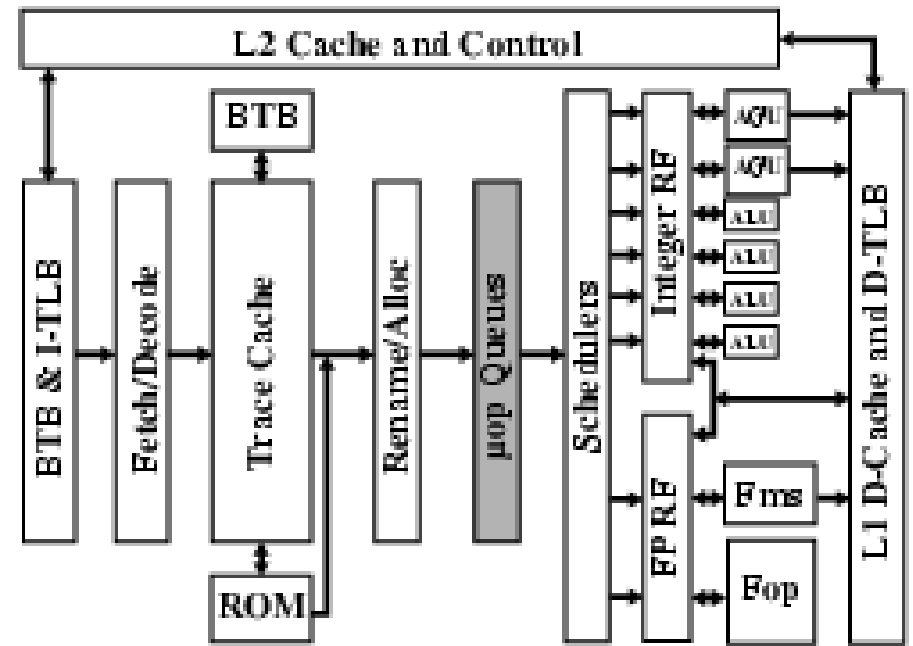 L2 Cache and Control
BTB & I-TLB
Fetch/Decode
BTB
Trace Cache
ROM
Rename/Alloc
µop Queues
Schedulers
Integer RF
FP RF
AGU
AGU
ALU
ALU
ALU
ALU
Fms
Fop
L1 D-Cache and D-TLB